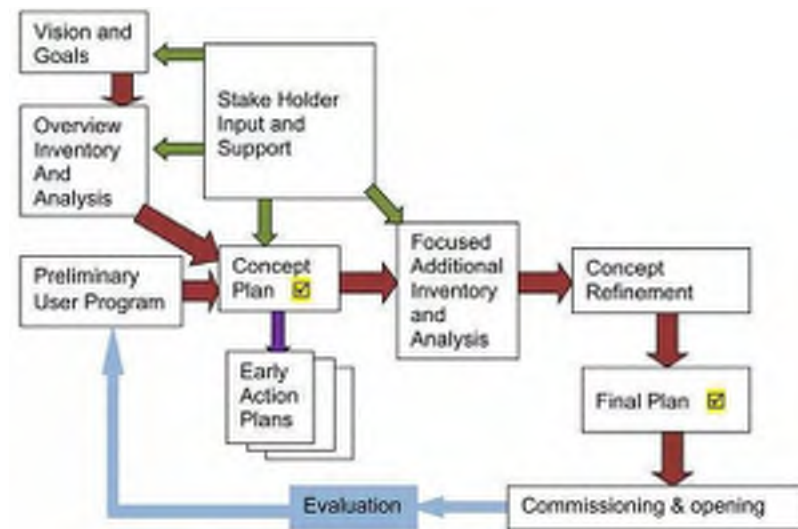 Vision and
Goals
Stake Holder
Input and
Support
Overview
Inventory
And
Analysis
Preliminary
User Program
Concept
Plan ☑
Focused
Additional
Inventory
and
Analysis
Concept
Refinement
Early
Action
Plans
Final Plan ☑
Evaluation
Commissioning & opening